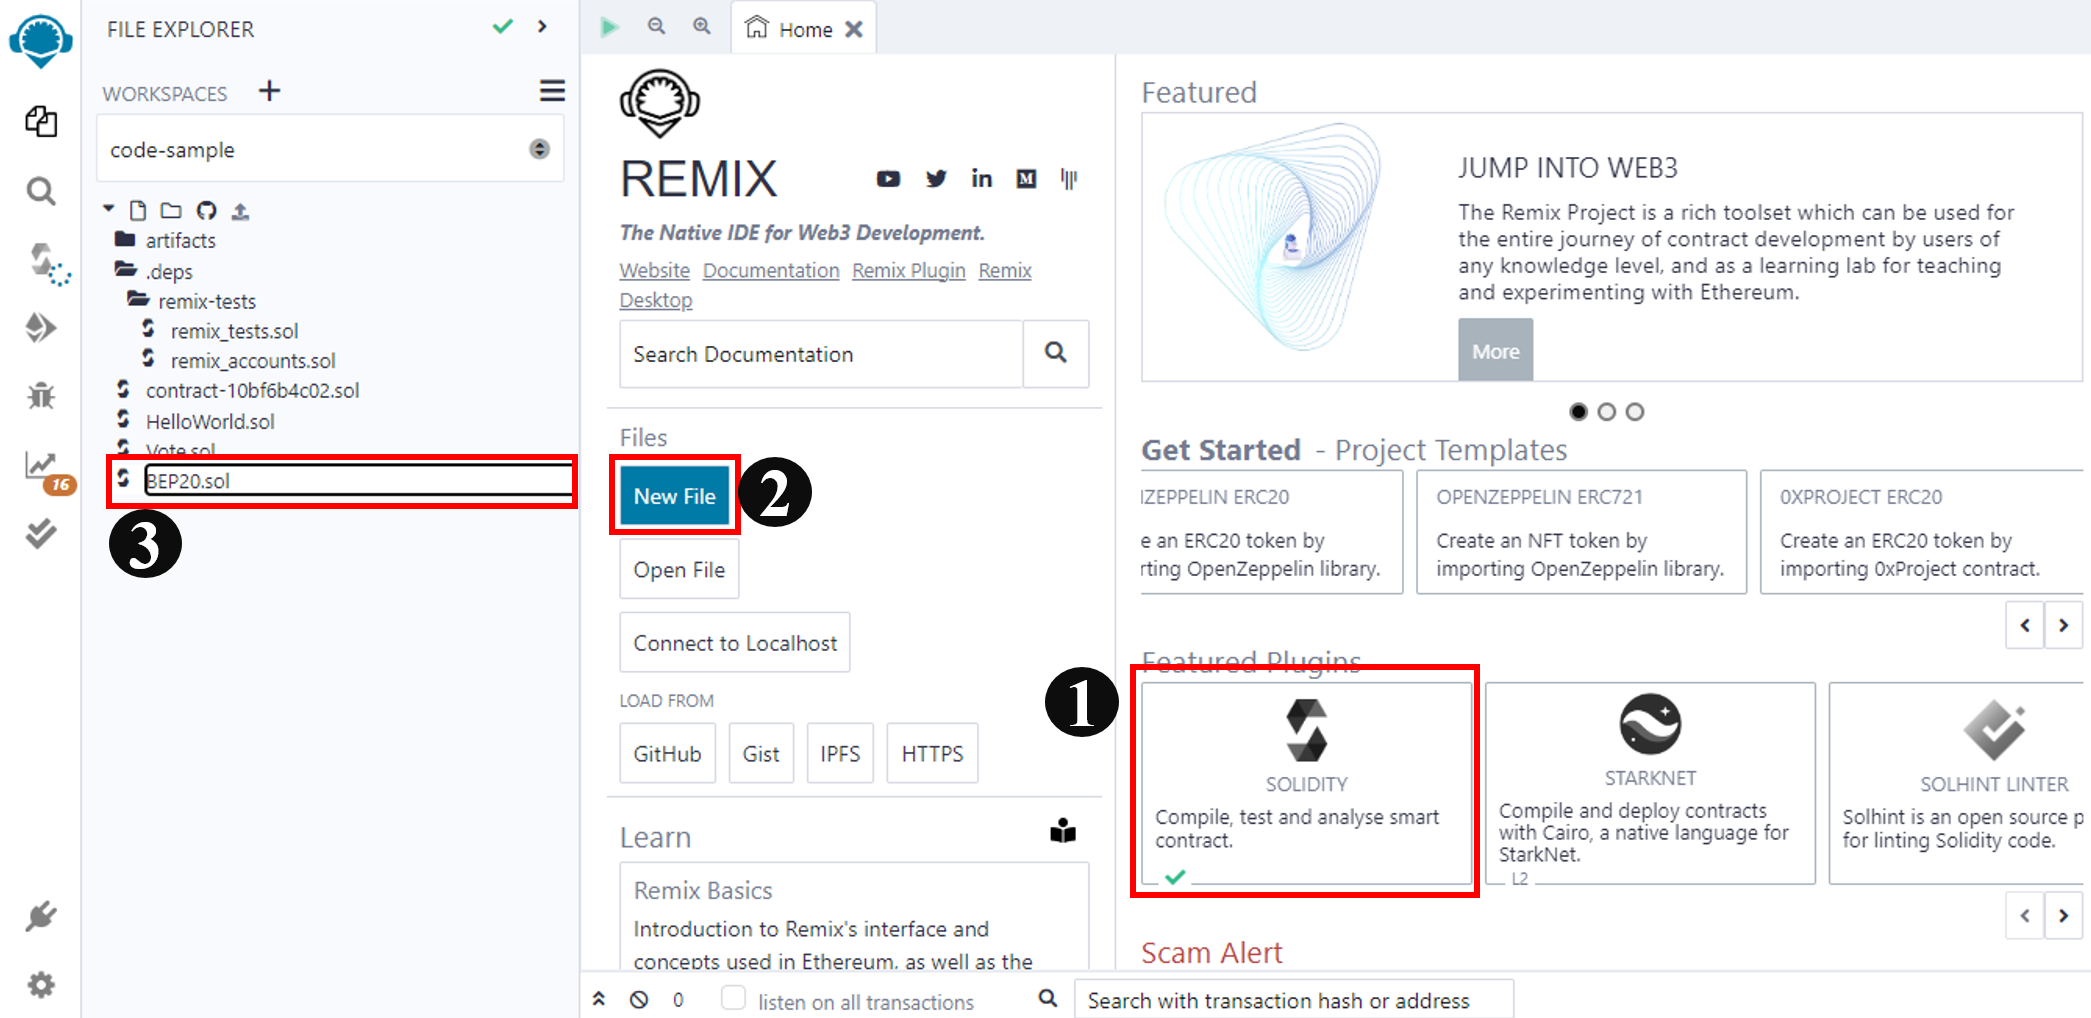 FILE EXPLORER
WORKSPACES
code-sample
artifacts
.deps
remix-tests
remix_tests.sol
remix_accounts.sol
contract-10bf6b4c02.sol
HelloWorld.sol
Vote.sol
BEP20.sol
3
16
Home
REMIX
The Native IDE for Web3 Development.
Website Documentation Remix Plugin Remix
Desktop
Search Documentation
Files
New File
2
Open File
Connect to Localhost
LOAD FROM
GitHub Gist IPFS HTTPS
Learn
Remix Basics
Introduction to Remix's interface and
concepts used in Ethereum, as well as the
Featured
JUMP INTO WEB3
The Remix Project is a rich toolset which can be used for
the entire journey of contract development by users of
any knowledge level, and as a learning lab for teaching
and experimenting with Ethereum.
More
Get Started - Project Templates
IZEPPELIN ERC20
e an ERC20 token by
rting OpenZeppelin library.
OPENZEPPELIN ERC721
Create an NFT token by
importing OpenZeppelin library.
0XPROJECT ERC20
Create an ERC20 token by
importing 0xProject contract.
Featured Plugins
1
SOLIDITY
Compile, test and analyse smart
contract.
STARKNET
Compile and deploy contracts
with Cairo, a native language for
StarkNet.
L2
SOLHINT LINTER
Solhint is an open source p
for linting Solidity code.
Scam Alert
0 listen on all transactions
Search with transaction hash or address